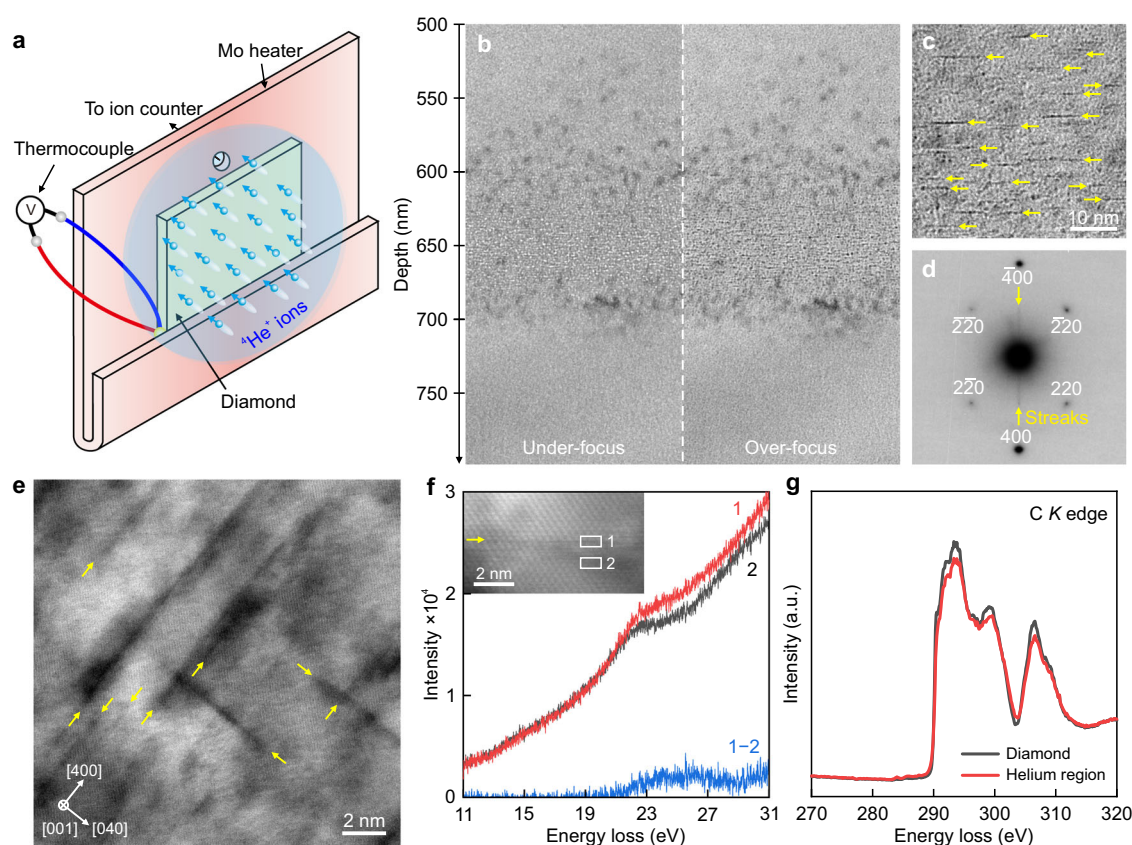 a
Mo heater
To ion counter
Thermocouple
V
⁴He⁺ ions
Diamond
b
Depth (nm)
500
550
600
650
700
750
Under-focus
Over-focus
c
10 nm
d
4̅00
2̅2̅0
2̅20
22̅0
220
Streaks
400
e
[400]
[001]
[040]
2 nm
f
Intensity ×10⁴
3
2
1
0
1
2
2 nm
1
2
1−2
11 15 19 23 27 31
Energy loss (eV)
g
C K edge
Intensity (a.u.)
Diamond
Helium region
270 280 290 300 310 320
Energy loss (eV)